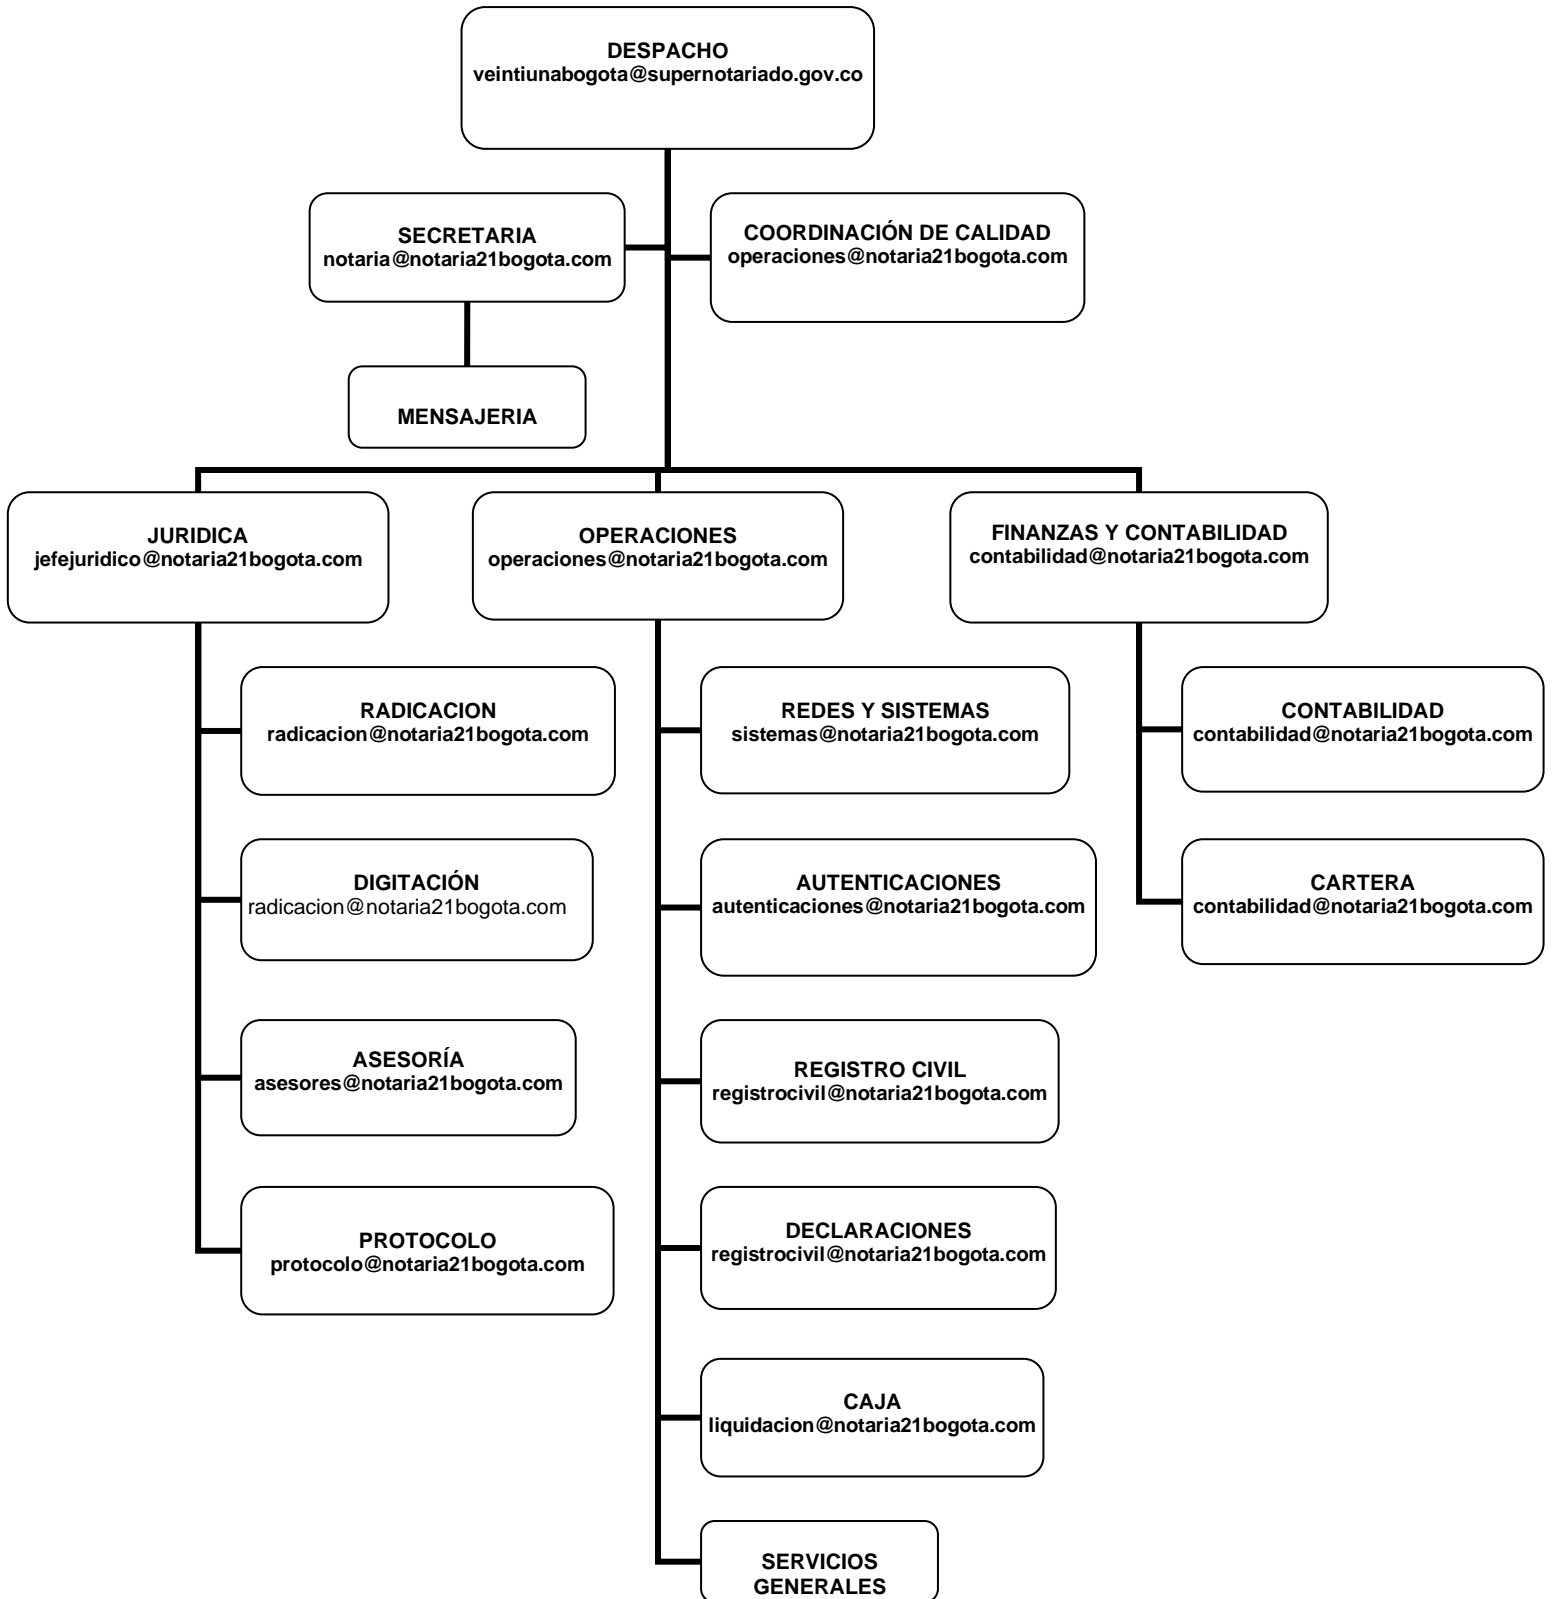 DESPACHO
veintiunabogota@supernotariado.gov.co
SECRETARIA
notaria@notaria21bogota.com
COORDINACIÓN DE CALIDAD
operaciones@notaria21bogota.com
MENSAJERIA
JURIDICA
jefejuridico@notaria21bogota.com
OPERACIONES
operaciones@notaria21bogota.com
FINANZAS Y CONTABILIDAD
contabilidad@notaria21bogota.com
RADICACION
radicacion@notaria21bogota.com
REDES Y SISTEMAS
sistemas@notaria21bogota.com
CONTABILIDAD
contabilidad@notaria21bogota.com
DIGITACIÓN
radicacion@notaria21bogota.com
AUTENTICACIONES
autenticaciones@notaria21bogota.com
CARTERA
contabilidad@notaria21bogota.com
ASESORÍA
asesores@notaria21bogota.com
REGISTRO CIVIL
registrocivil@notaria21bogota.com
PROTOCOLO
protocolo@notaria21bogota.com
DECLARACIONES
registrocivil@notaria21bogota.com
CAJA
liquidacion@notaria21bogota.com
SERVICIOS
GENERALES